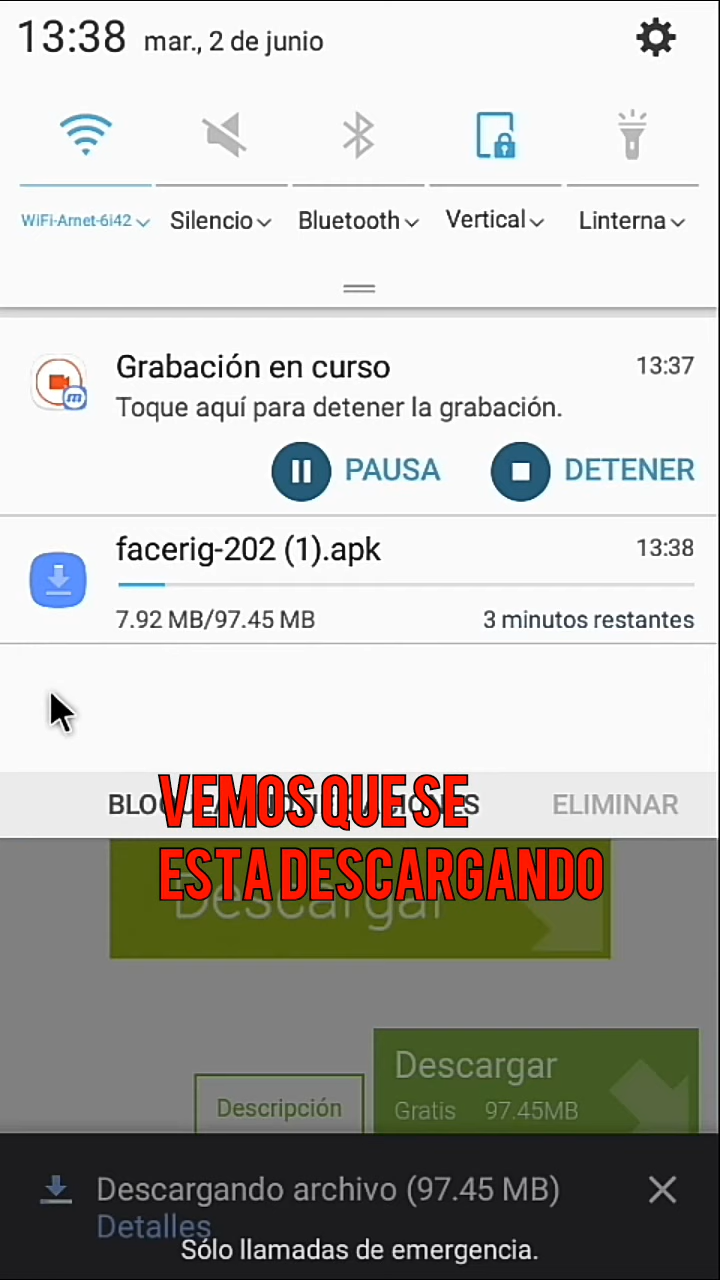 13:38 mar., 2 de junio
WiFi-Arnet-6i42 Silencio Bluetooth Vertical Linterna
Grabación en curso 13:37
Toque aquí para detener la grabación.
PAUSA DETENER
facerig-202 (1).apk 13:38
7.92 MB/97.45 MB 3 minutos restantes
BLOQUEAR NOTIFICACIONES ELIMINAR
VEMOS QUE SE
ESTA DESCARGANDO
Descargar
Descargar
Descripción Gratis 97.45MB
Descargando archivo (97.45 MB)
Detalles
Sólo llamadas de emergencia.